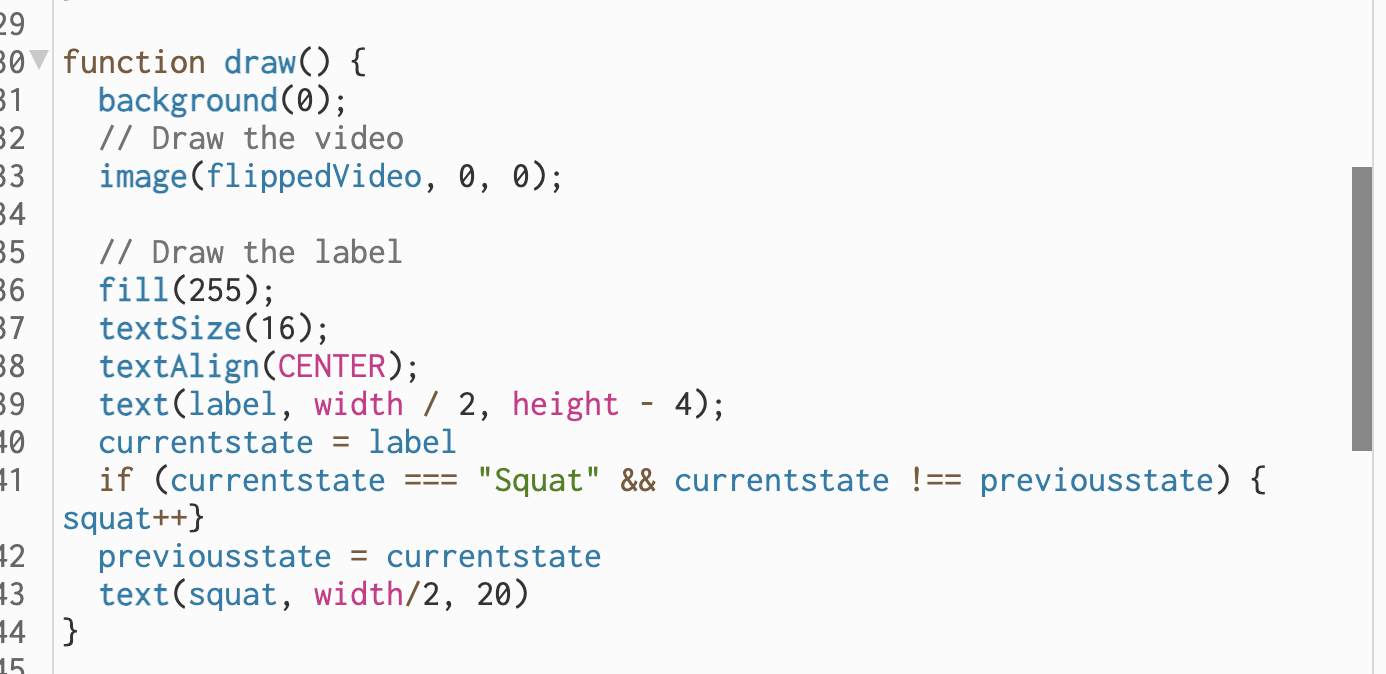 29
30 function draw() {
31 background(0);
32 // Draw the video
33 image(flippedVideo, 0, 0);
34
35 // Draw the label
36 fill(255);
37 textSize(16);
38 textAlign(CENTER);
39 text(label, width / 2, height - 4);
40 currentstate = label
41 if (currentstate === "Squat" && currentstate !== previousstate) {
squat++}
42 previousstate = currentstate
43 text(squat, width/2, 20)
44 }
45